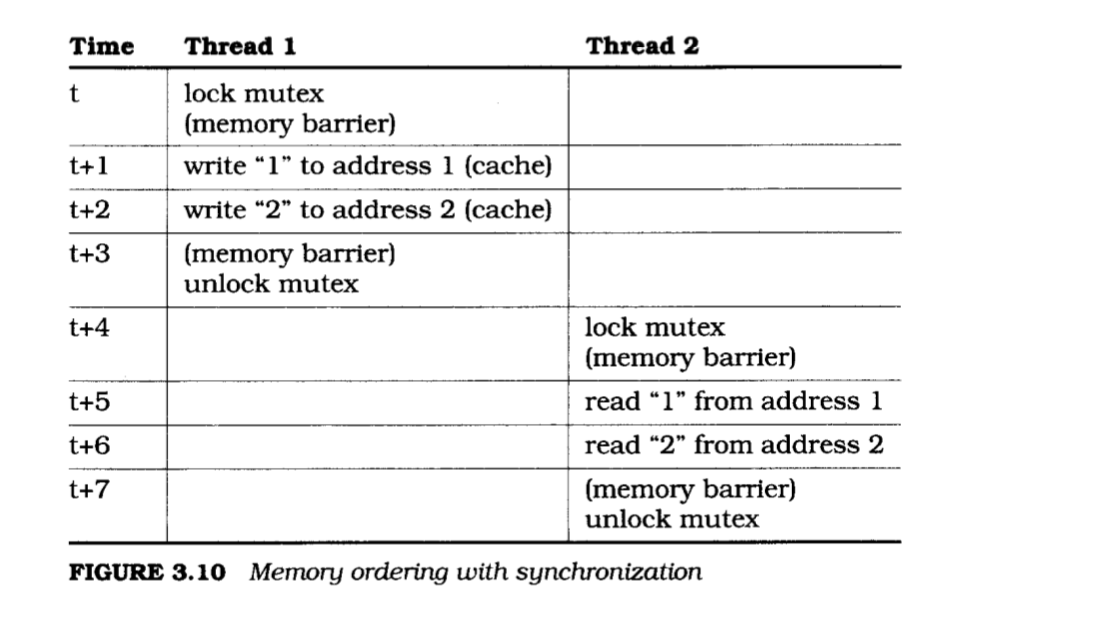 Time Thread 1 Thread 2
t lock mutex
(memory barrier)
t+1 write “1” to address 1 (cache)
t+2 write “2” to address 2 (cache)
t+3 (memory barrier)
unlock mutex
t+4 lock mutex
(memory barrier)
t+5 read “1” from address 1
t+6 read “2” from address 2
t+7 (memory barrier)
unlock mutex
FIGURE 3.10 Memory ordering with synchronization